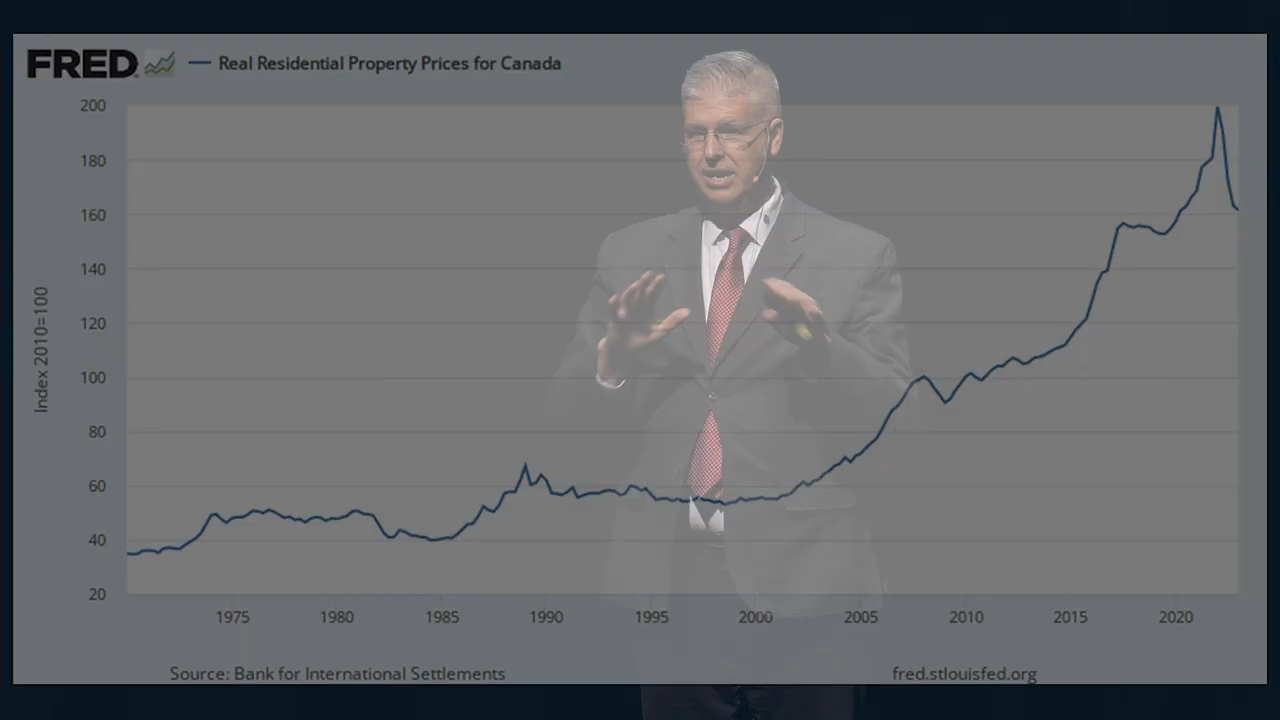 FRED
Real Residential Property Prices for Canada
200
180
160
140
120
100
80
60
40
20
Index 2010=100
1975 1980 1985 1990 1995 2000 2005 2010 2015 2020
Source: Bank for International Settlements
fred.stlouisfed.org